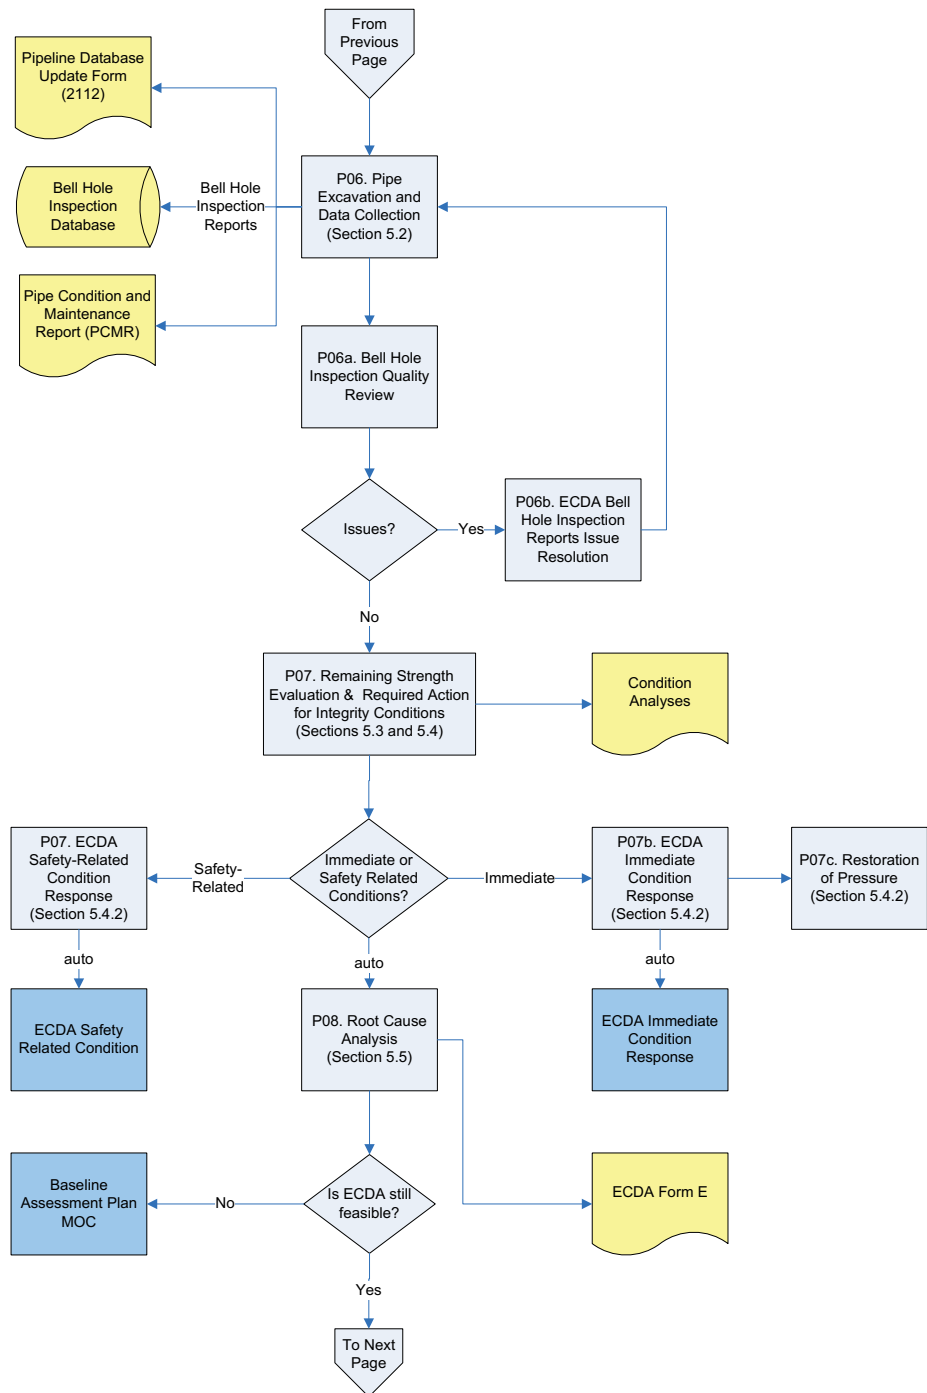 From
Previous
Page
Pipeline Database
Update Form
(2112)
P06. Pipe
Excavation and
Data Collection
(Section 5.2)
Bell Hole
Inspection
Reports
Bell Hole
Inspection
Database
Pipe Condition and
Maintenance
Report (PCMR)
P06a. Bell Hole
Inspection Quality
Review
Issues?
Yes
P06b. ECDA Bell
Hole Inspection
Reports Issue
Resolution
No
P07. Remaining Strength
Evaluation &  Required Action
for Integrity Conditions
(Sections 5.3 and 5.4)
Condition
Analyses
P07. ECDA
Safety-Related
Condition
Response
(Section 5.4.2)
Safety-
Related
Immediate or
Safety Related
Conditions?
Immediate
P07b. ECDA
Immediate
Condition
Response
(Section 5.4.2)
P07c. Restoration
of Pressure
(Section 5.4.2)
auto
auto
auto
ECDA Safety
Related Condition
P08. Root Cause
Analysis
(Section 5.5)
ECDA Immediate
Condition
Response
Baseline
Assessment Plan
MOC
No
Is ECDA still
feasible?
ECDA Form E
Yes
To Next
Page